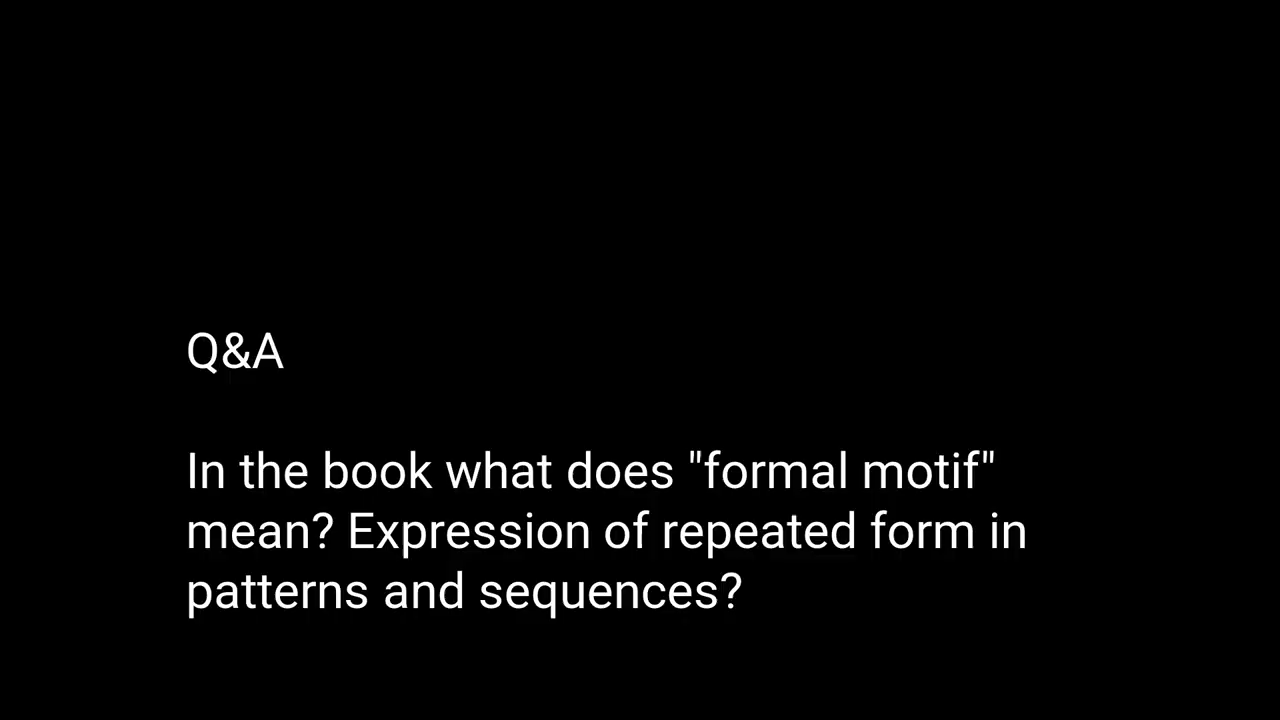 Q&A
In the book what does "formal motif"
mean? Expression of repeated form in
patterns and sequences?